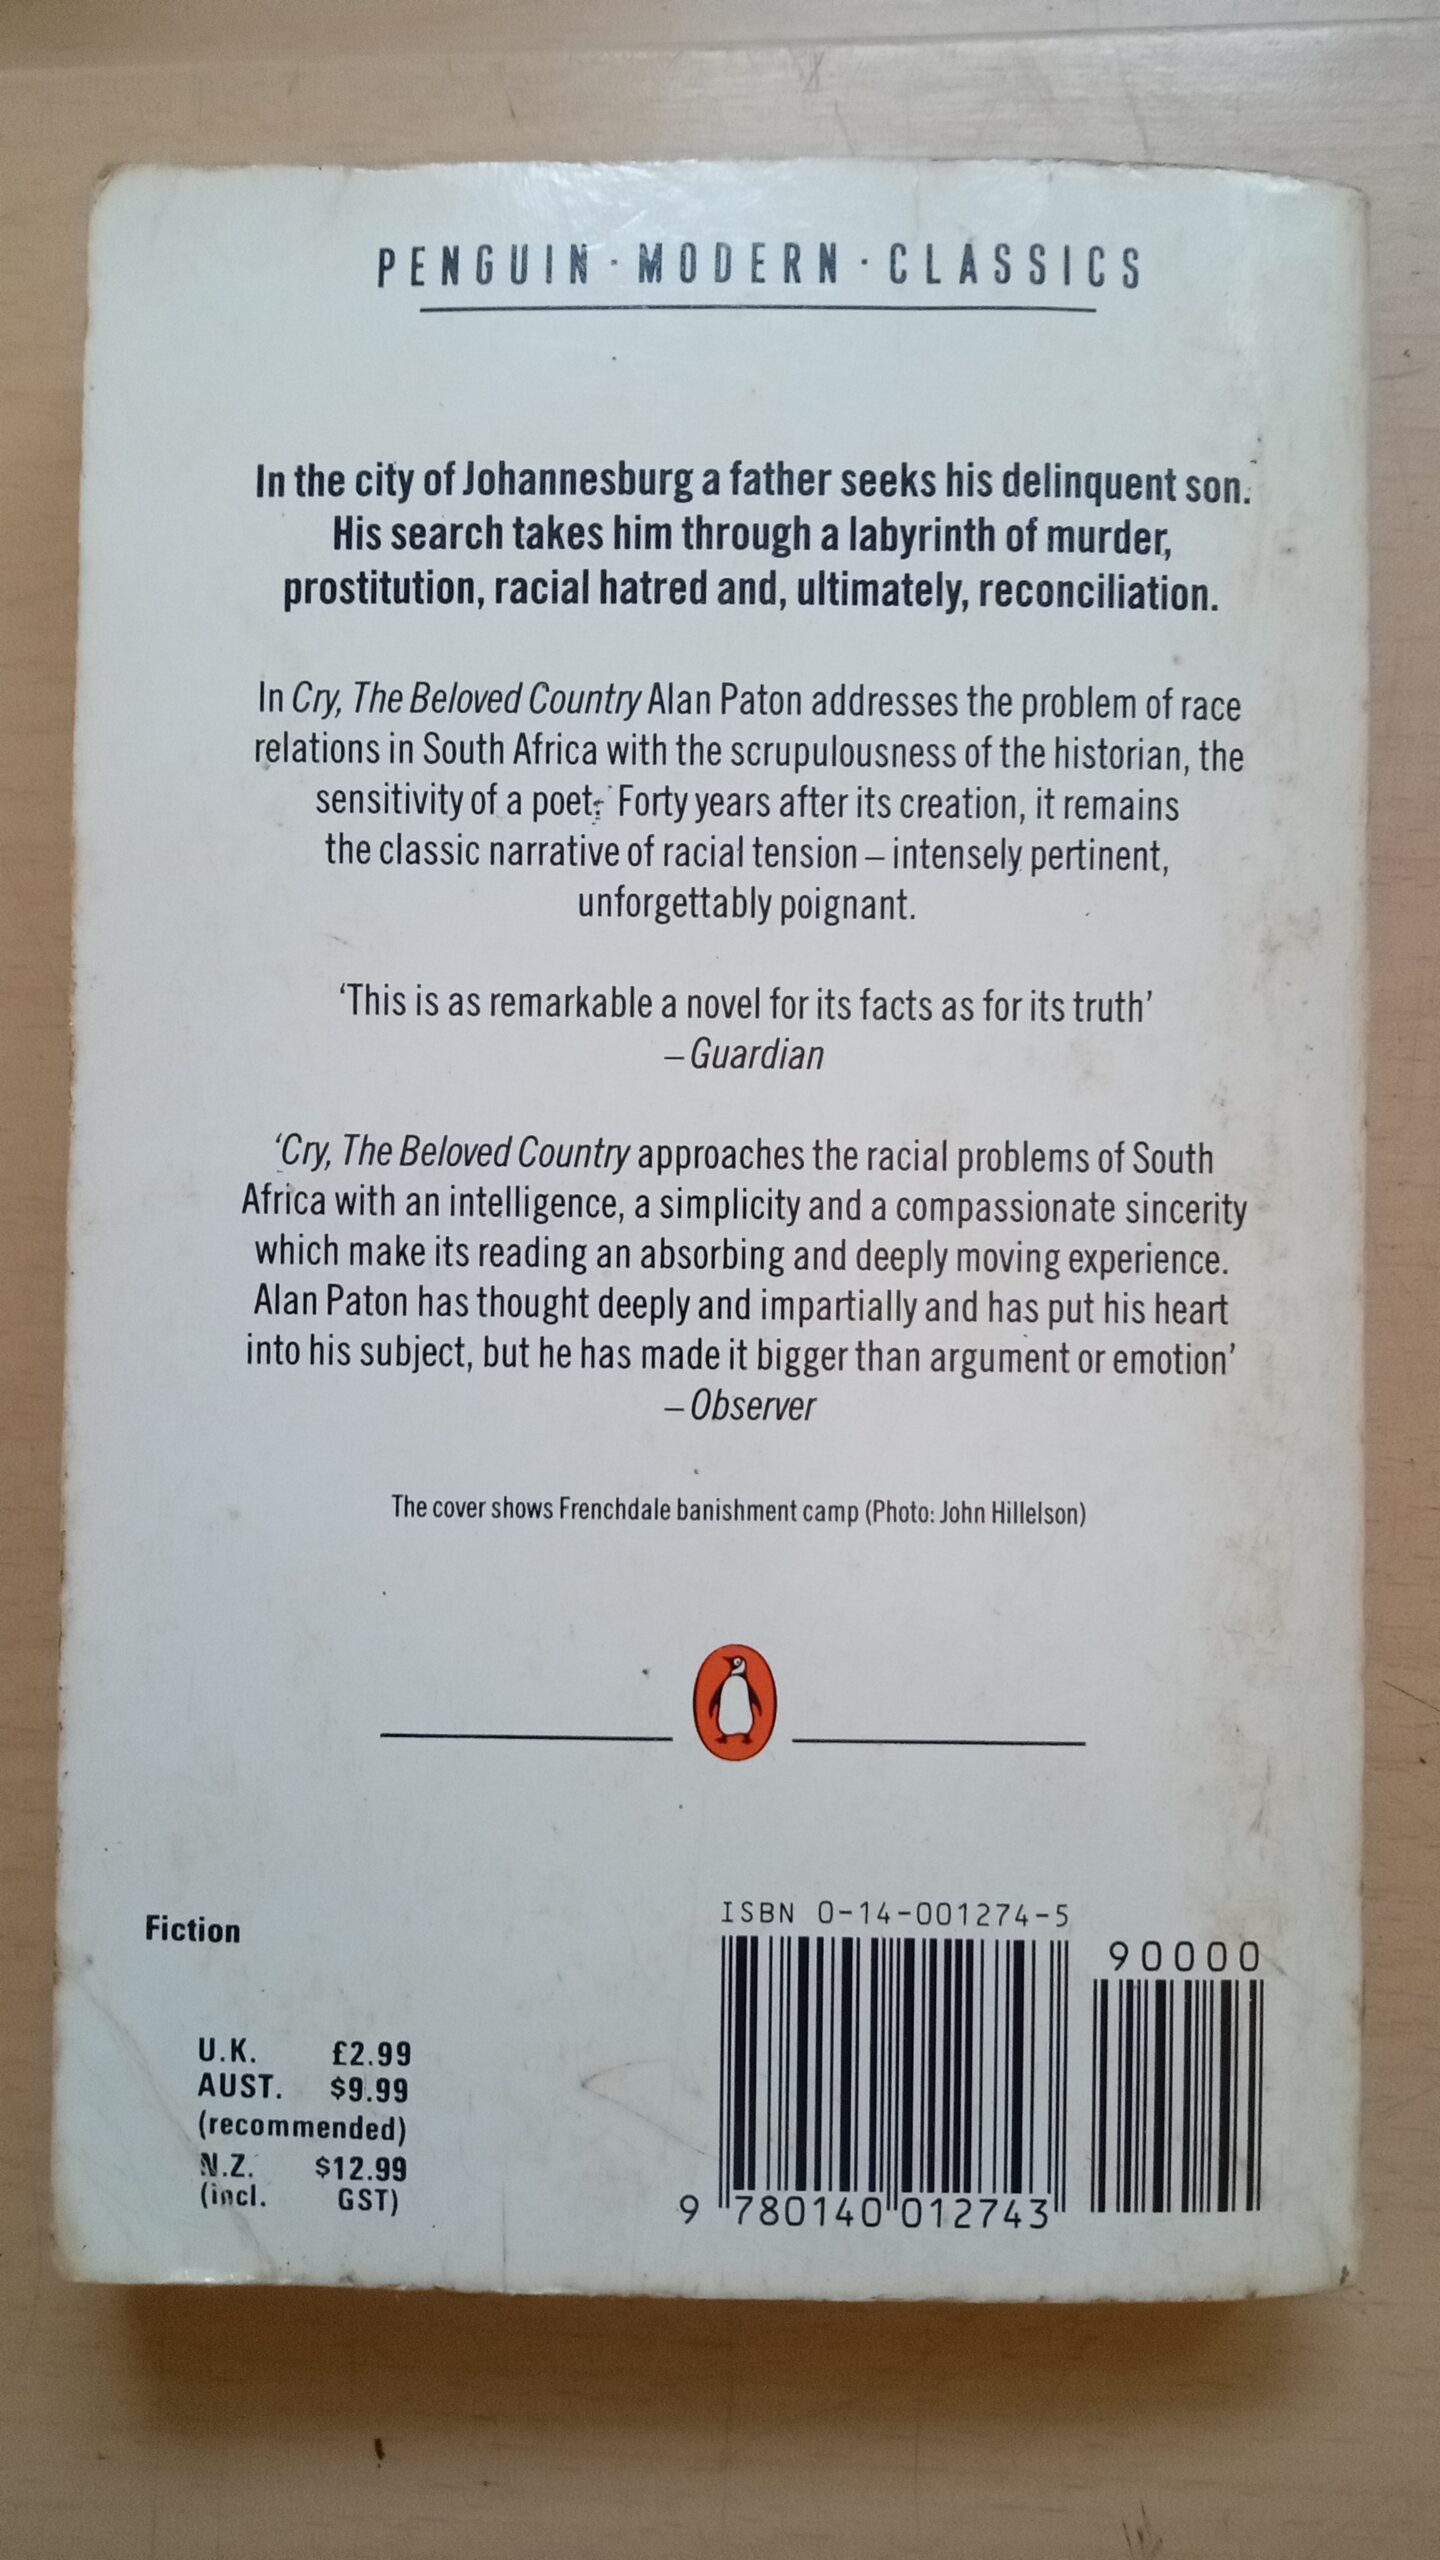 PENGUIN · MODERN · CLASSICS
In the city of Johannesburg a father seeks his delinquent son.
His search takes him through a labyrinth of murder,
prostitution, racial hatred and, ultimately, reconciliation.
In Cry, The Beloved Country Alan Paton addresses the problem of race
relations in South Africa with the scrupulousness of the historian, the
sensitivity of a poet. Forty years after its creation, it remains
the classic narrative of racial tension – intensely pertinent,
unforgettably poignant.
‘This is as remarkable a novel for its facts as for its truth’
– Guardian
‘Cry, The Beloved Country approaches the racial problems of South
Africa with an intelligence, a simplicity and a compassionate sincerity
which make its reading an absorbing and deeply moving experience.
Alan Paton has thought deeply and impartially and has put his heart
into his subject, but he has made it bigger than argument or emotion’
– Observer
The cover shows Frenchdale banishment camp (Photo: John Hillelson)
Fiction
U.K. £2.99
AUST. $9.99
(recommended)
N.Z. $12.99
(incl. GST)
ISBN 0-14-001274-5
90000
9 780140 012743